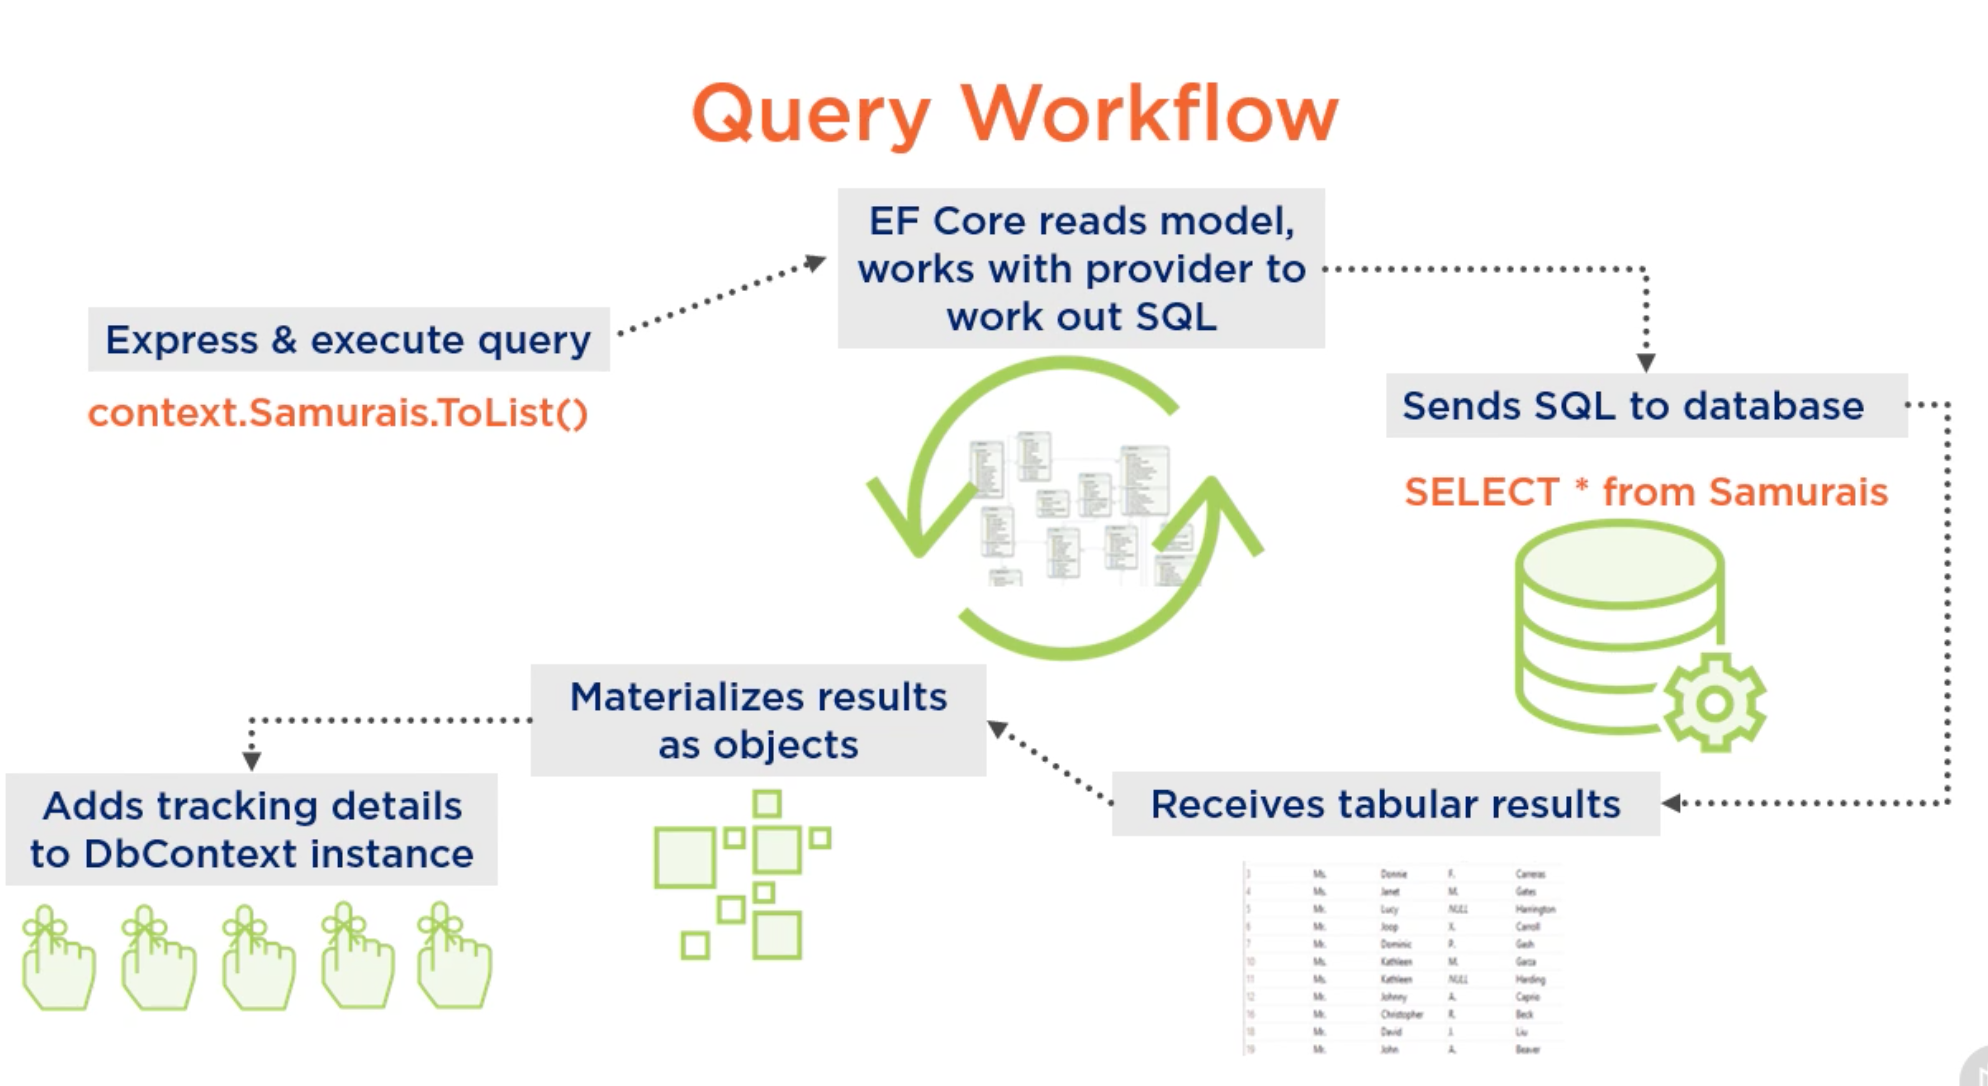 Query Workflow
Express & execute query
context.Samurais.ToList()
EF Core reads model,
works with provider to
work out SQL
Sends SQL to database
SELECT * from Samurais
Receives tabular results
3 Ms. Donnie F. Carreras
4 Ms. Janet M. Gates
5 Mr. Lucy NULL Harrington
6 Mr. Joop X. Carroll
7 Mr. Dominic P. Gash
10 Ms. Kathleen M. Garza
11 Ms. Kathleen NULL Harding
12 Mr. Johnny A. Caprio
16 Mr. Christopher R. Beck
18 Mr. David J. Liu
19 Mr. John A. Beaver
Materializes results
as objects
Adds tracking details
to DbContext instance